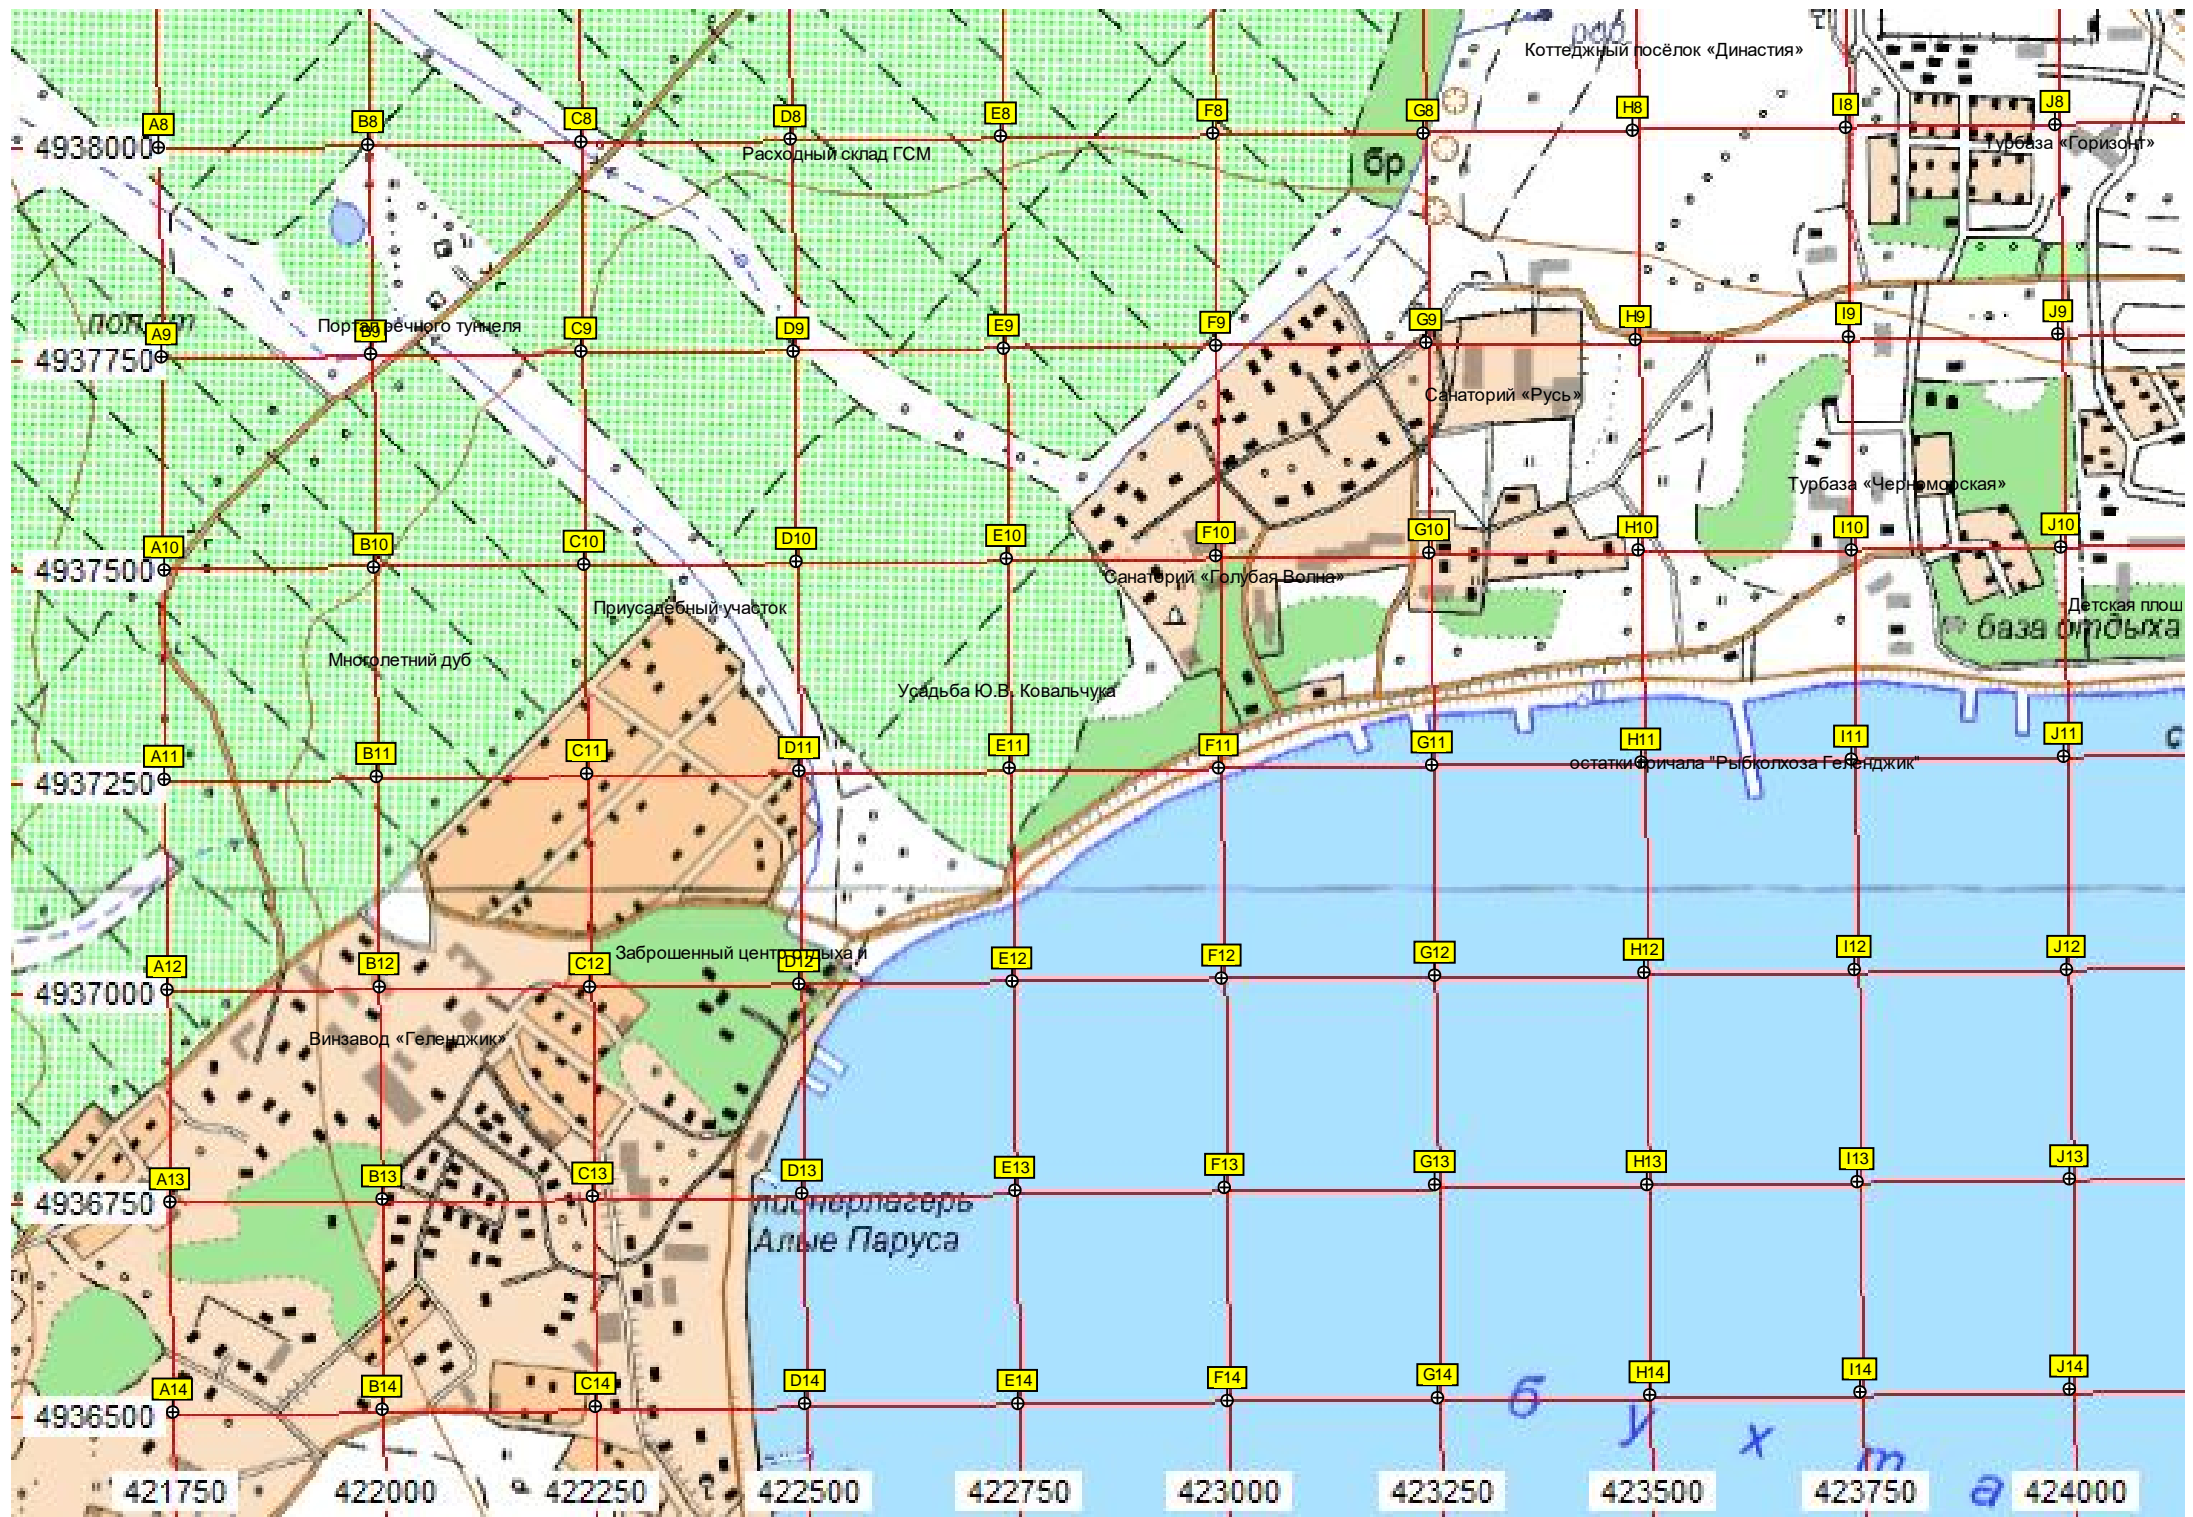 рдр
Коттеджный посёлок «Династия»
A8
B8
C8
D8
E8
F8
G8
H8
I8
J8
4938000
Расходный склад ГСМ
бр
Турбаза «Горизонт»
Портал речного туннеля
A9
B9
C9
D9
E9
F9
G9
H9
I9
J9
4937750
Санаторий «Русь»
Турбаза «Черноморская»
A10
B10
C10
D10
E10
F10
G10
H10
I10
J10
4937500
Санаторий «Голубая Волна»
Приусадебный участок
Детская площ
база отдыха
Многолетний дуб
Усадьба Ю.В. Ковальчука
A11
B11
C11
D11
E11
F11
G11
H11
I11
J11
с
4937250
остатки причала "Рыбколхоза Геленджик"
Заброшенный центр отдыха и
A12
B12
C12
D12
E12
F12
G12
H12
I12
J12
4937000
Винзавод «Геленджик»
A13
B13
C13
D13
E13
F13
G13
H13
I13
J13
4936750
пионерлагерь
Алые Паруса
A14
B14
C14
D14
E14
F14
G14
H14
I14
J14
4936500
бухта
421750
422000
422250
422500
422750
423000
423250
423500
423750
424000